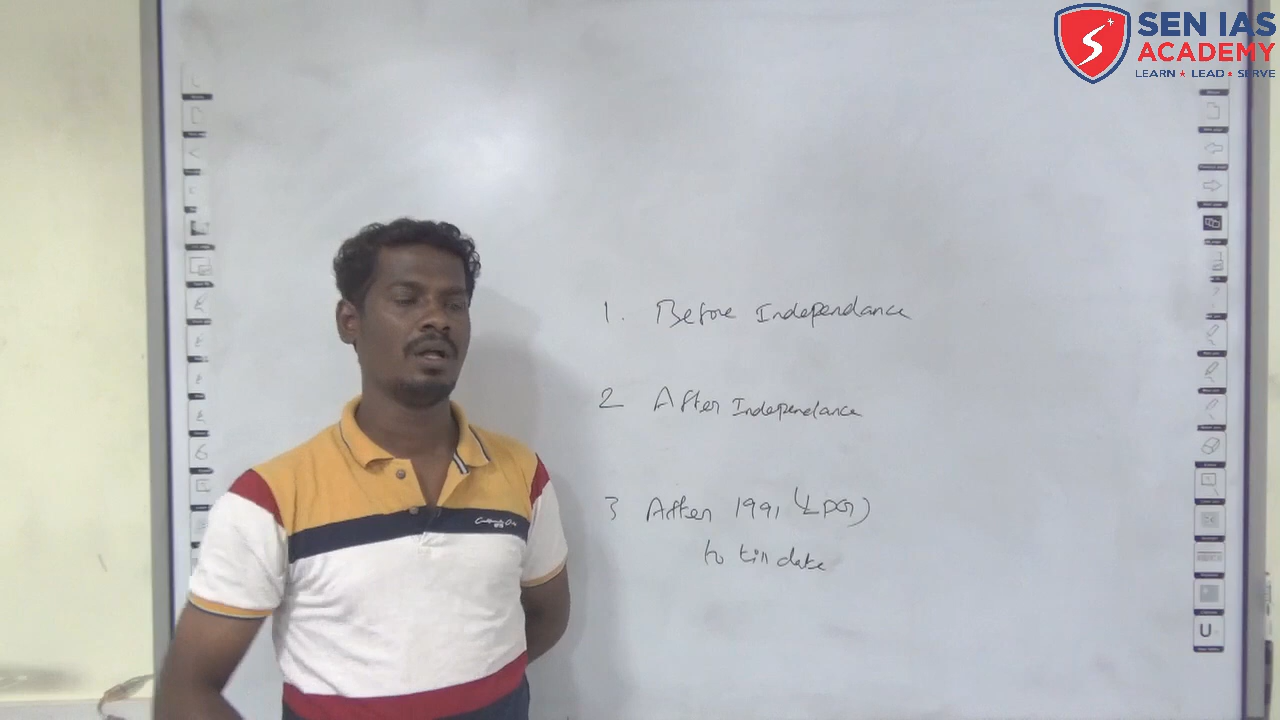 SEN IAS
ACADEMY
LEARN ★ LEAD ★ SERVE
1. Before Independance
2 After Independance
3 After 1991 (LPG)
to till date
U